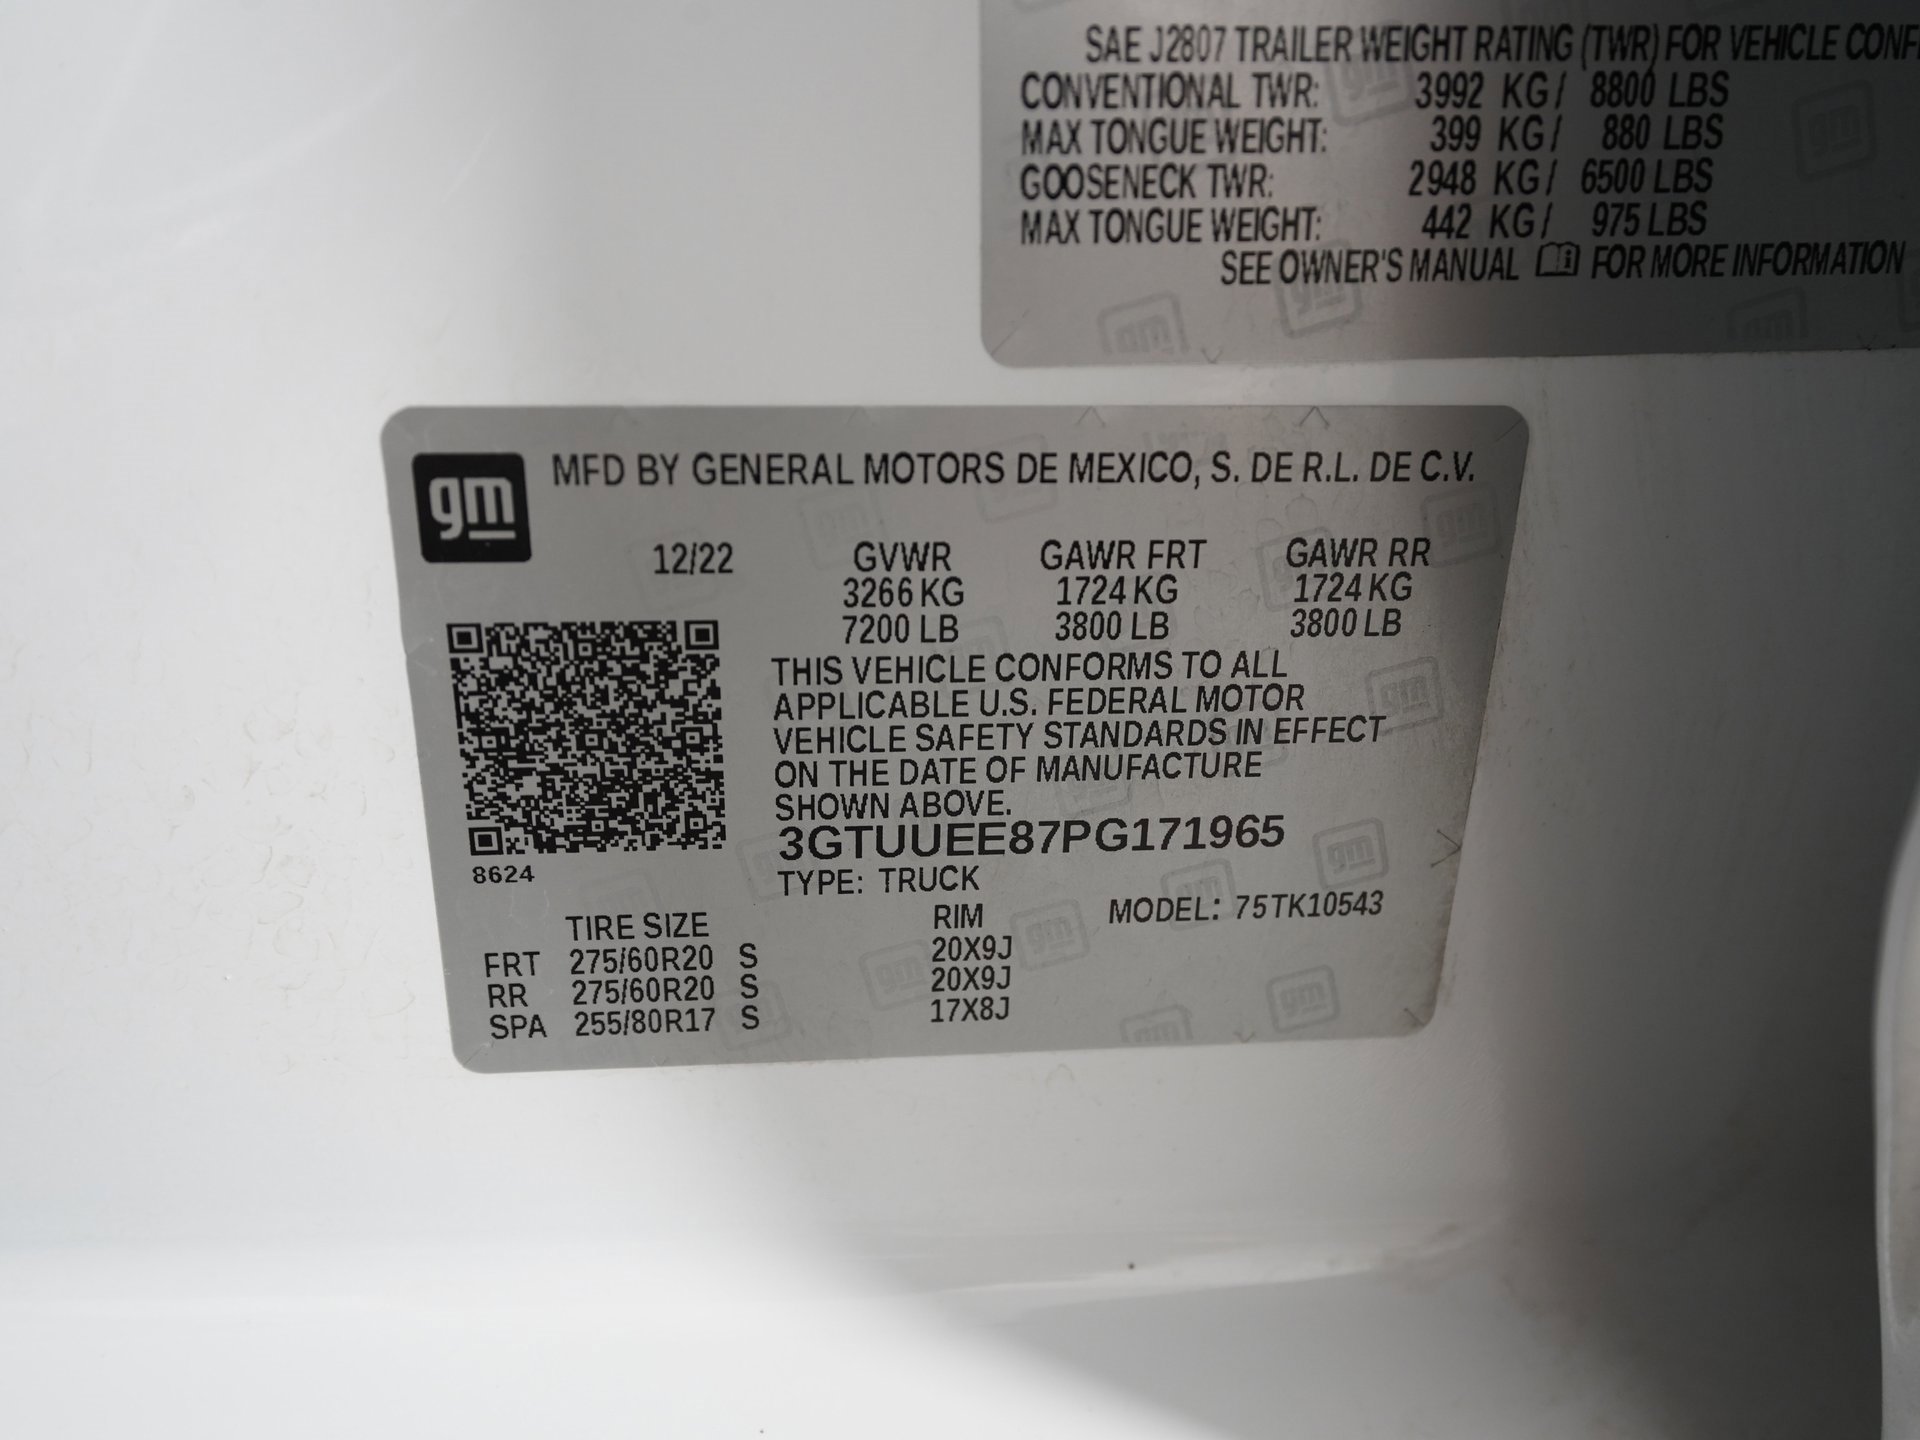 SAE J2807 TRAILER WEIGHT RATING (TWR) FOR VEHICLE
CONVENTIONAL TWR: 3992 KG / 8800 LBS
MAX TONGUE WEIGHT: 399 KG / 880 LBS
GOOSENECK TWR: 2948 KG / 6500 LBS
MAX TONGUE WEIGHT: 442 KG / 975 LBS
SEE OWNER'S MANUAL FOR MORE INFORMATION
gm
MFD BY GENERAL MOTORS DE MEXICO, S. DE R.L. DE C.V.
12/22 GVWR GAWR FRT GAWR RR
3266 KG 1724 KG 1724 KG
7200 LB 3800 LB 3800 LB
THIS VEHICLE CONFORMS TO ALL
APPLICABLE U.S. FEDERAL MOTOR
VEHICLE SAFETY STANDARDS IN EFFECT
ON THE DATE OF MANUFACTURE
SHOWN ABOVE.
3GTUUEE87PG171965
8624
TYPE: TRUCK
TIRE SIZE RIM MODEL: 75TK10543
FRT 275/60R20 S 20X9J
RR 275/60R20 S 20X9J
SPA 255/80R17 S 17X8J